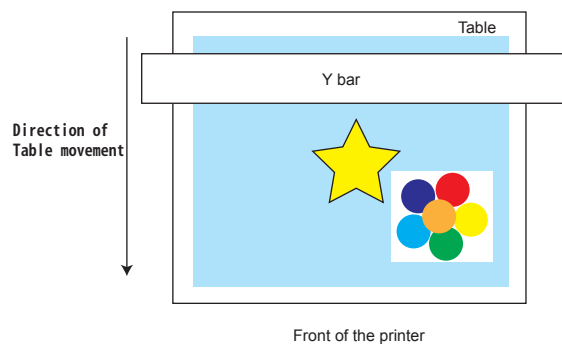 Table
Y bar
Direction of
Table movement
Front of the printer